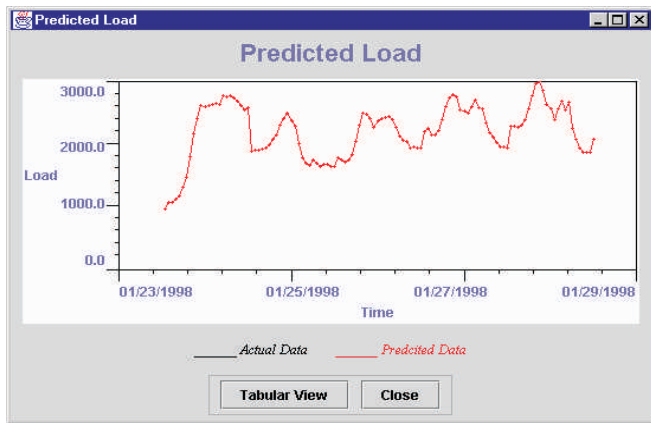 Predicted Load
Predicted Load
3000.0
2000.0
Load
1000.0
0.0
01/23/1998 01/25/1998 01/27/1998 01/29/1998
Time
Actual Data Predcited Data
Tabular View Close